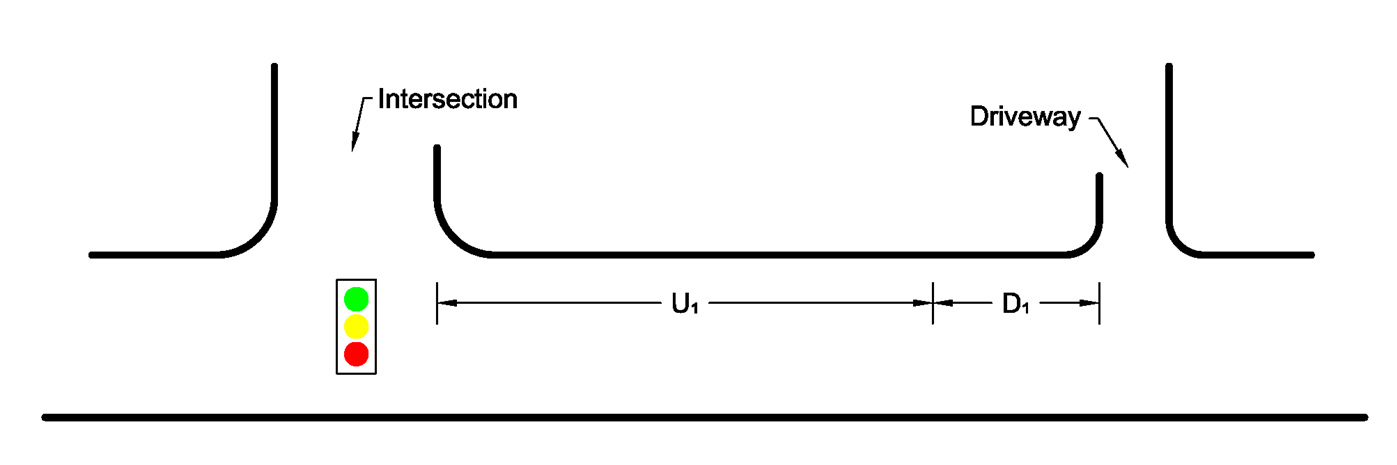 Intersection
Driveway
U₁
D₁